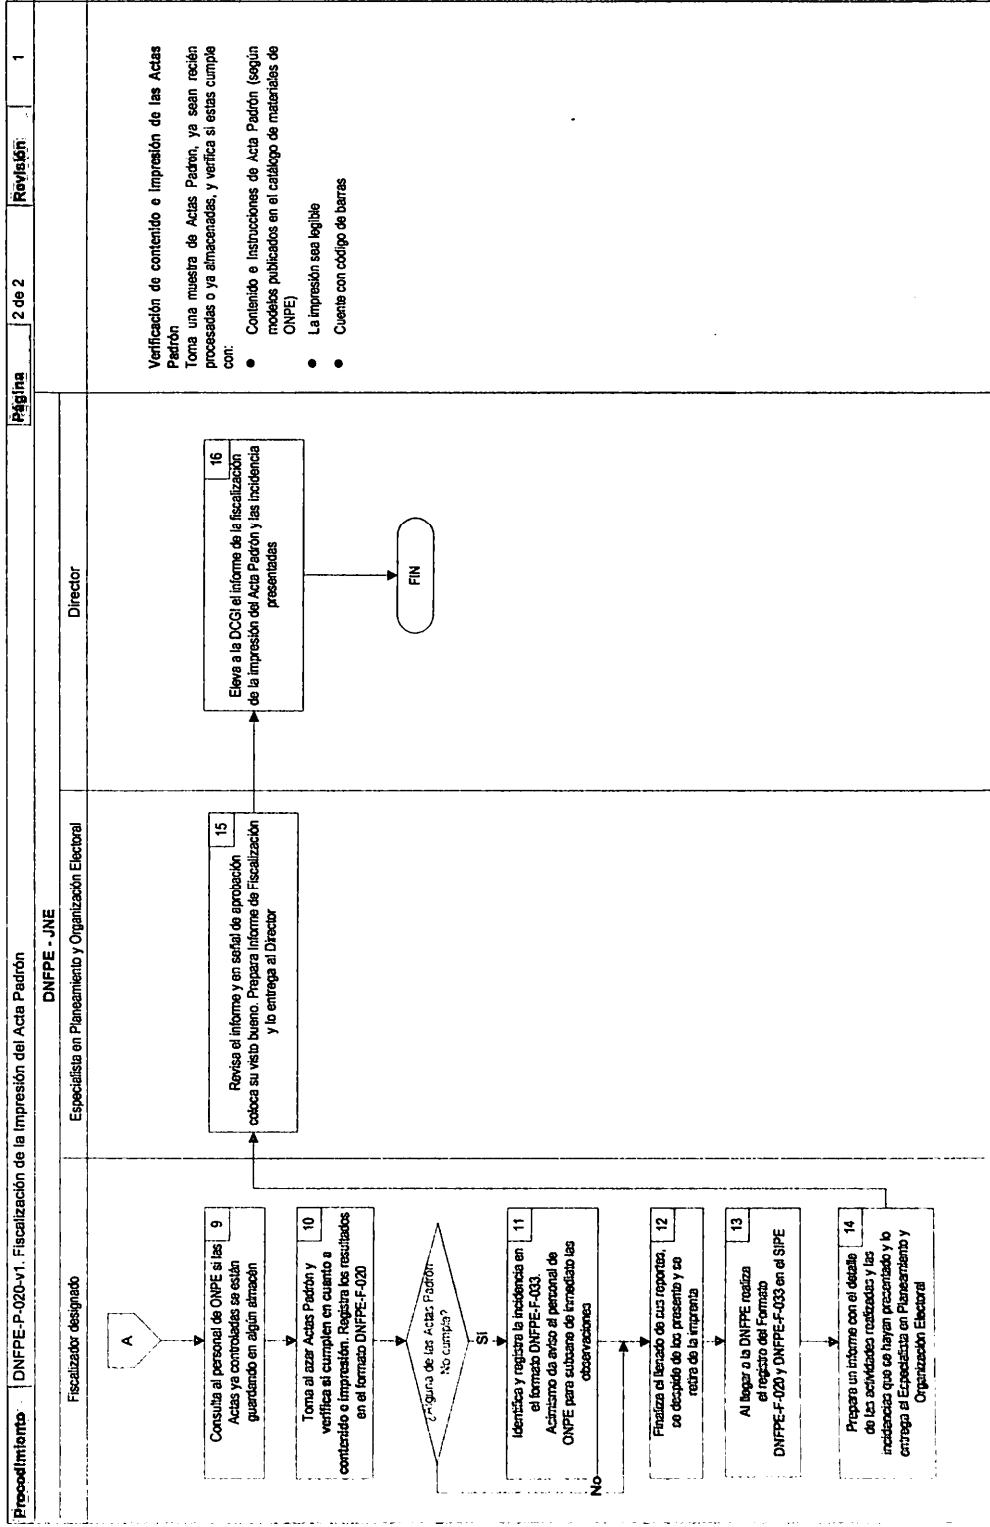 Procedimiento DNFPE-P-020-v1. Fiscalización de la Impresión del Acta Padrón Página 2 de 2 Revisión: 1
DNFPE - JNE
Fiscalizador designado
Especialista en Planeamiento y Organización Electoral
Director
A
9
Consulta al personal de ONPE si las
Actas ya controladas se están
guardando en algún almacén
10
Toma al azar Actas Padrón y
verifica si cumplen en cuanto a
contenido e impresión. Registra los resultados
en el formato DNFPE-F-020
¿Alguna de las Actas Padrón
No cumple?
Si
No
11
Identifica y registra la incidencia en
el formato DNFPE-F-033.
Asimismo da aviso al personal de
ONPE para subsane de inmediato las
observaciones
12
Finaliza el llenado de sus reportes,
se despide de los presente y se
retira de la imprenta
13
Al llegar a la DNFPE realiza
el registro del Formato
DNFPE-F-020 y DNFPE-F-033 en el SIPE
14
Prepara un informe con el detalle
de las actividades realizadas y las
incidencias que se hayan presentado y lo
entrega al Especialista en Planeamiento y
Organización Electoral
15
Revisa el informe y en señal de aprobación
coloca su visto bueno. Prepara Informe de Fiscalización
y lo entrega al Director
16
Eleva a la DCGI el informe de la fiscalización
de la impresión del Acta Padrón y las incidencia
presentadas
FIN
Verificación de contenido e impresión de las Actas
Padrón
Toma una muestra de Actas Padron, ya sean recién
procesadas o ya almacenadas, y verifica si estas cumple
con:
● Contenido e Instrucciones de Acta Padrón (según
modelos publicados en el catálogo de materiales de
ONPE)
● La impresión sea legible
● Cuente con código de barras